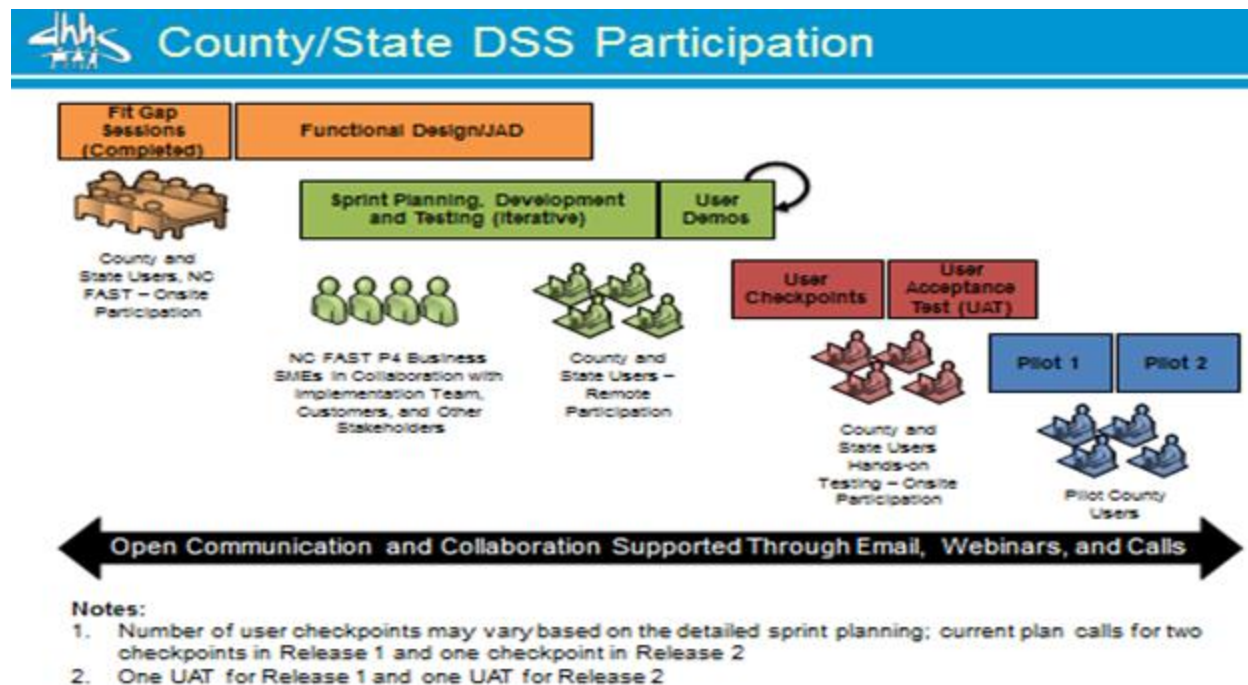 dhhs
County/State DSS Participation
Fit Gap
Sessions
(Completed)
Functional Design/JAD
Sprint Planning, Development
and Testing (Iterative)
User
Demos
County and
State Users, NC
FAST – Onsite
Participation
NC FAST P4 Business
SMEs in Collaboration with
Implementation Team,
Customers, and Other
Stakeholders
County and
State Users –
Remote
Participation
User
Checkpoints
User
Acceptance
Test (UAT)
County and
State Users
Hands-on
Testing – Onsite
Participation
Pilot 1
Pilot 2
Pilot County
Users
Open Communication and Collaboration Supported Through Email, Webinars, and Calls
Notes:
1. Number of user checkpoints may vary based on the detailed sprint planning; current plan calls for two
checkpoints in Release 1 and one checkpoint in Release 2
2. One UAT for Release 1 and one UAT for Release 2